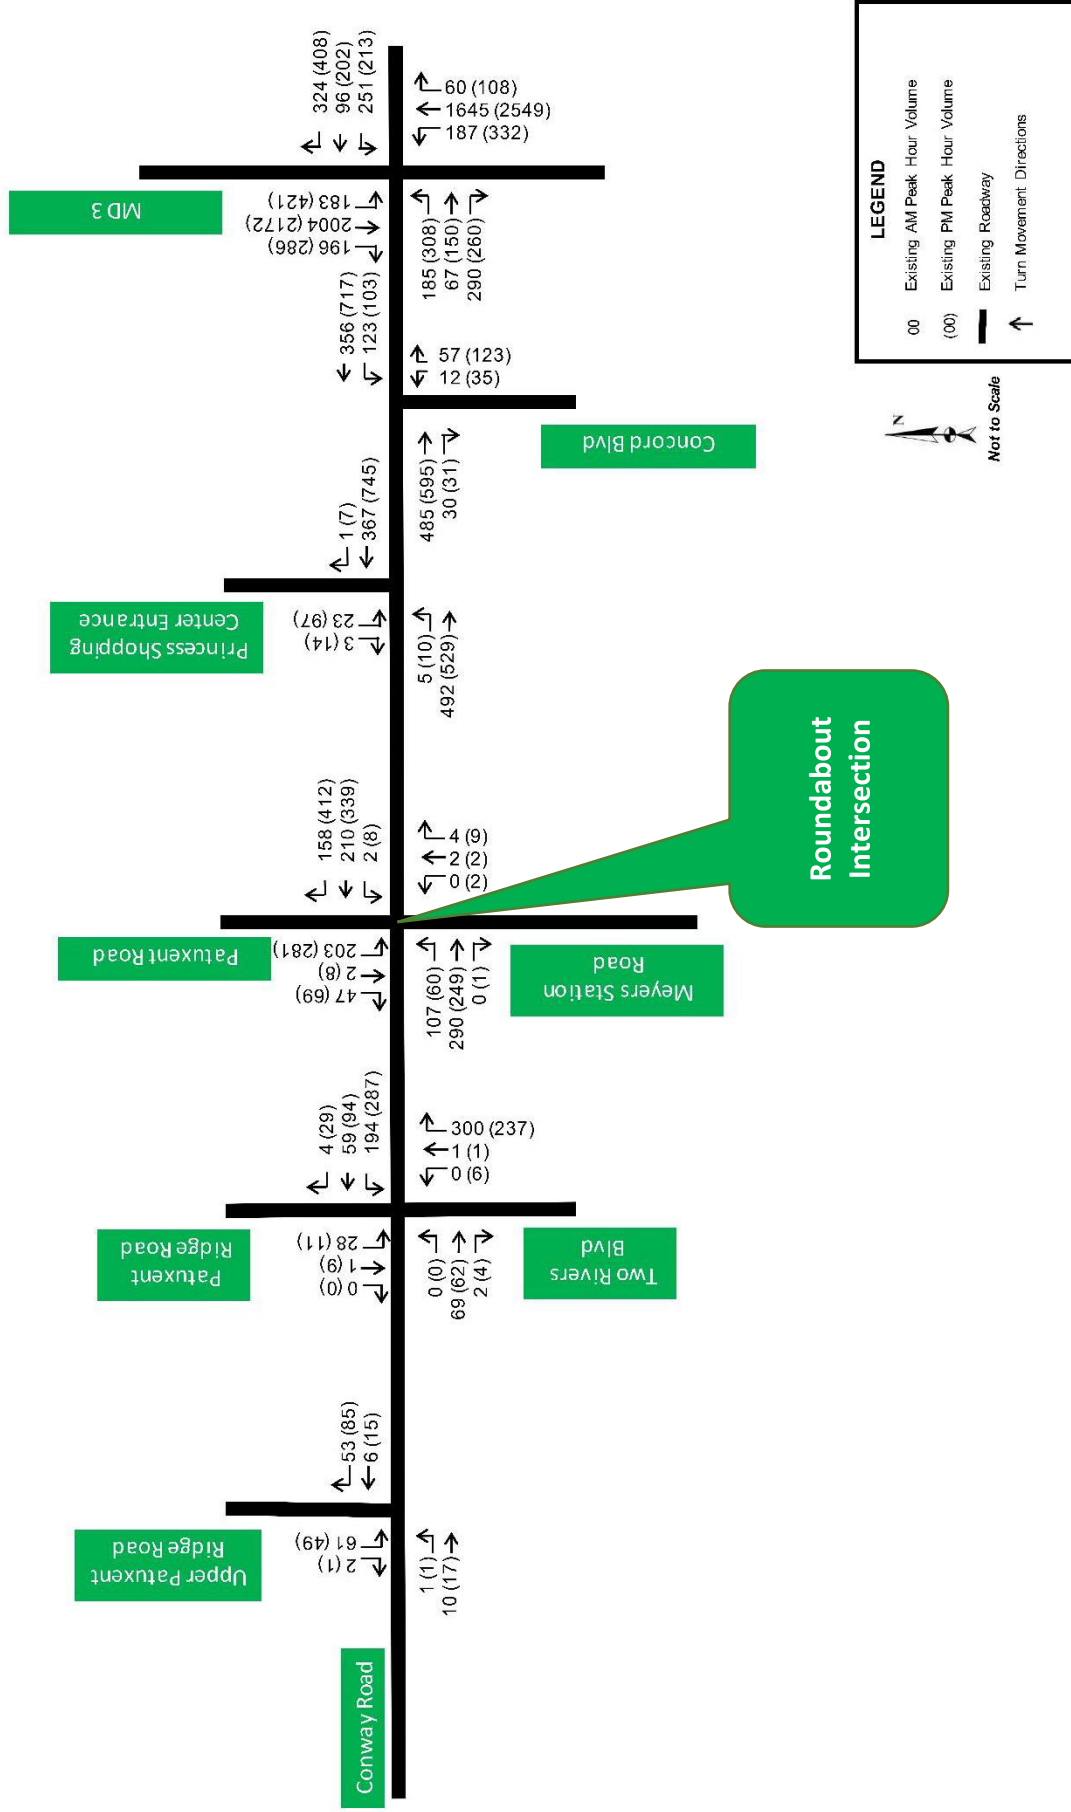 MD 3
324 (408)
96 (202)
251 (213)
60 (108)
1645 (2549)
187 (332)
183 (421)
2004 (2172)
196 (286)
185 (308)
67 (150)
290 (260)
356 (717)
123 (103)
57 (123)
12 (35)
Concord Blvd
485 (595)
30 (31)
1 (7)
367 (745)
Princess Shopping
Center Entrance
23 (97)
3 (14)
5 (10)
492 (529)
158 (412)
210 (339)
2 (8)
4 (9)
2 (2)
0 (2)
Patuxent Road
203 (281)
2 (8)
47 (69)
107 (60)
290 (249)
0 (1)
Meyers Station
Road
Roundabout
Intersection
4 (29)
59 (94)
194 (287)
300 (237)
1 (1)
0 (6)
Patuxent
Ridge Road
28 (11)
1 (9)
0 (0)
0 (0)
69 (62)
2 (4)
Two Rivers
Blvd
53 (85)
6 (15)
Upper Patuxent
Ridge Road
61 (49)
2 (1)
1 (1)
10 (17)
Conway Road
LEGEND
00 Existing AM Peak Hour Volume
(00) Existing PM Peak Hour Volume
Existing Roadway
Turn Movement Directions
N
Not to Scale